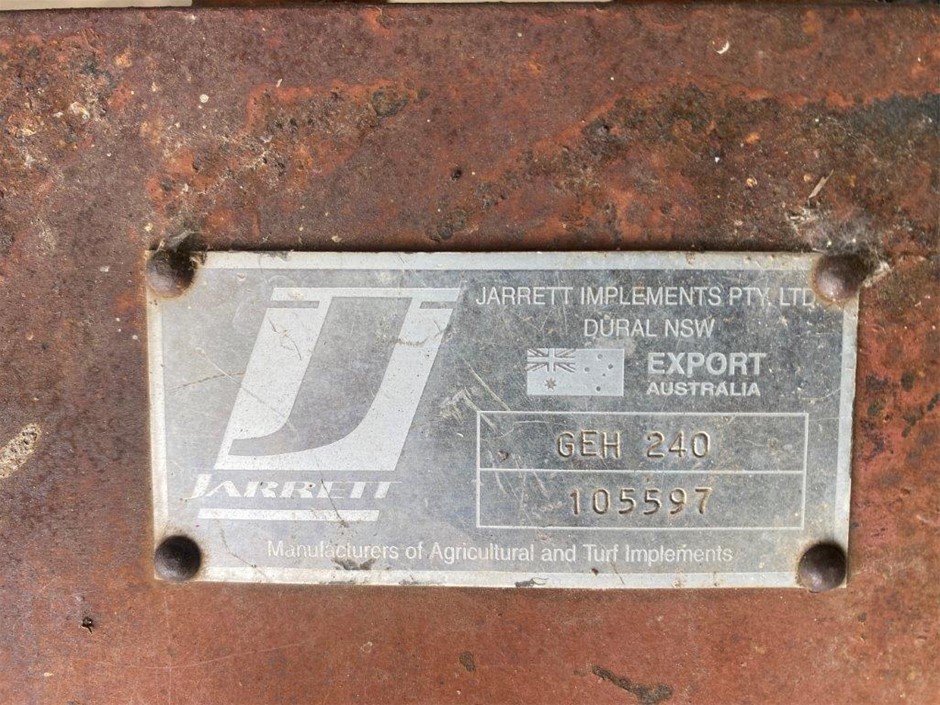 JARRETT
JARRETT IMPLEMENTS PTY. LTD
DURAL NSW
EXPORT
AUSTRALIA
GEH 240
105597
Manufacturers of Agricultural and Turf Implements